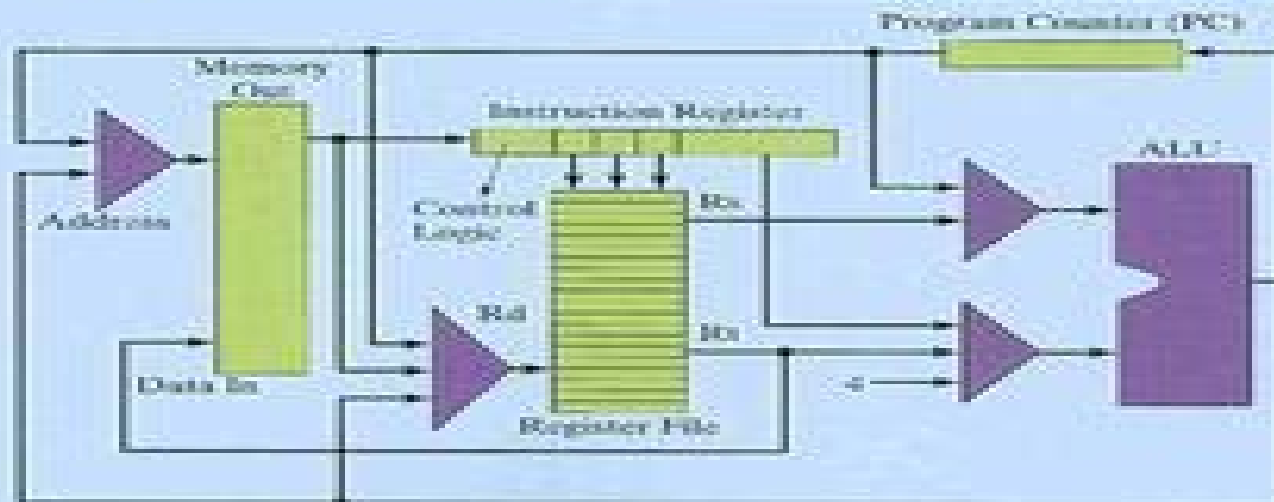 Program Counter (PC)
Memory
Out
Instruction Register
ALU
Address
Control
Logic
Rs
Rd
Rt
Data In
4
Register File